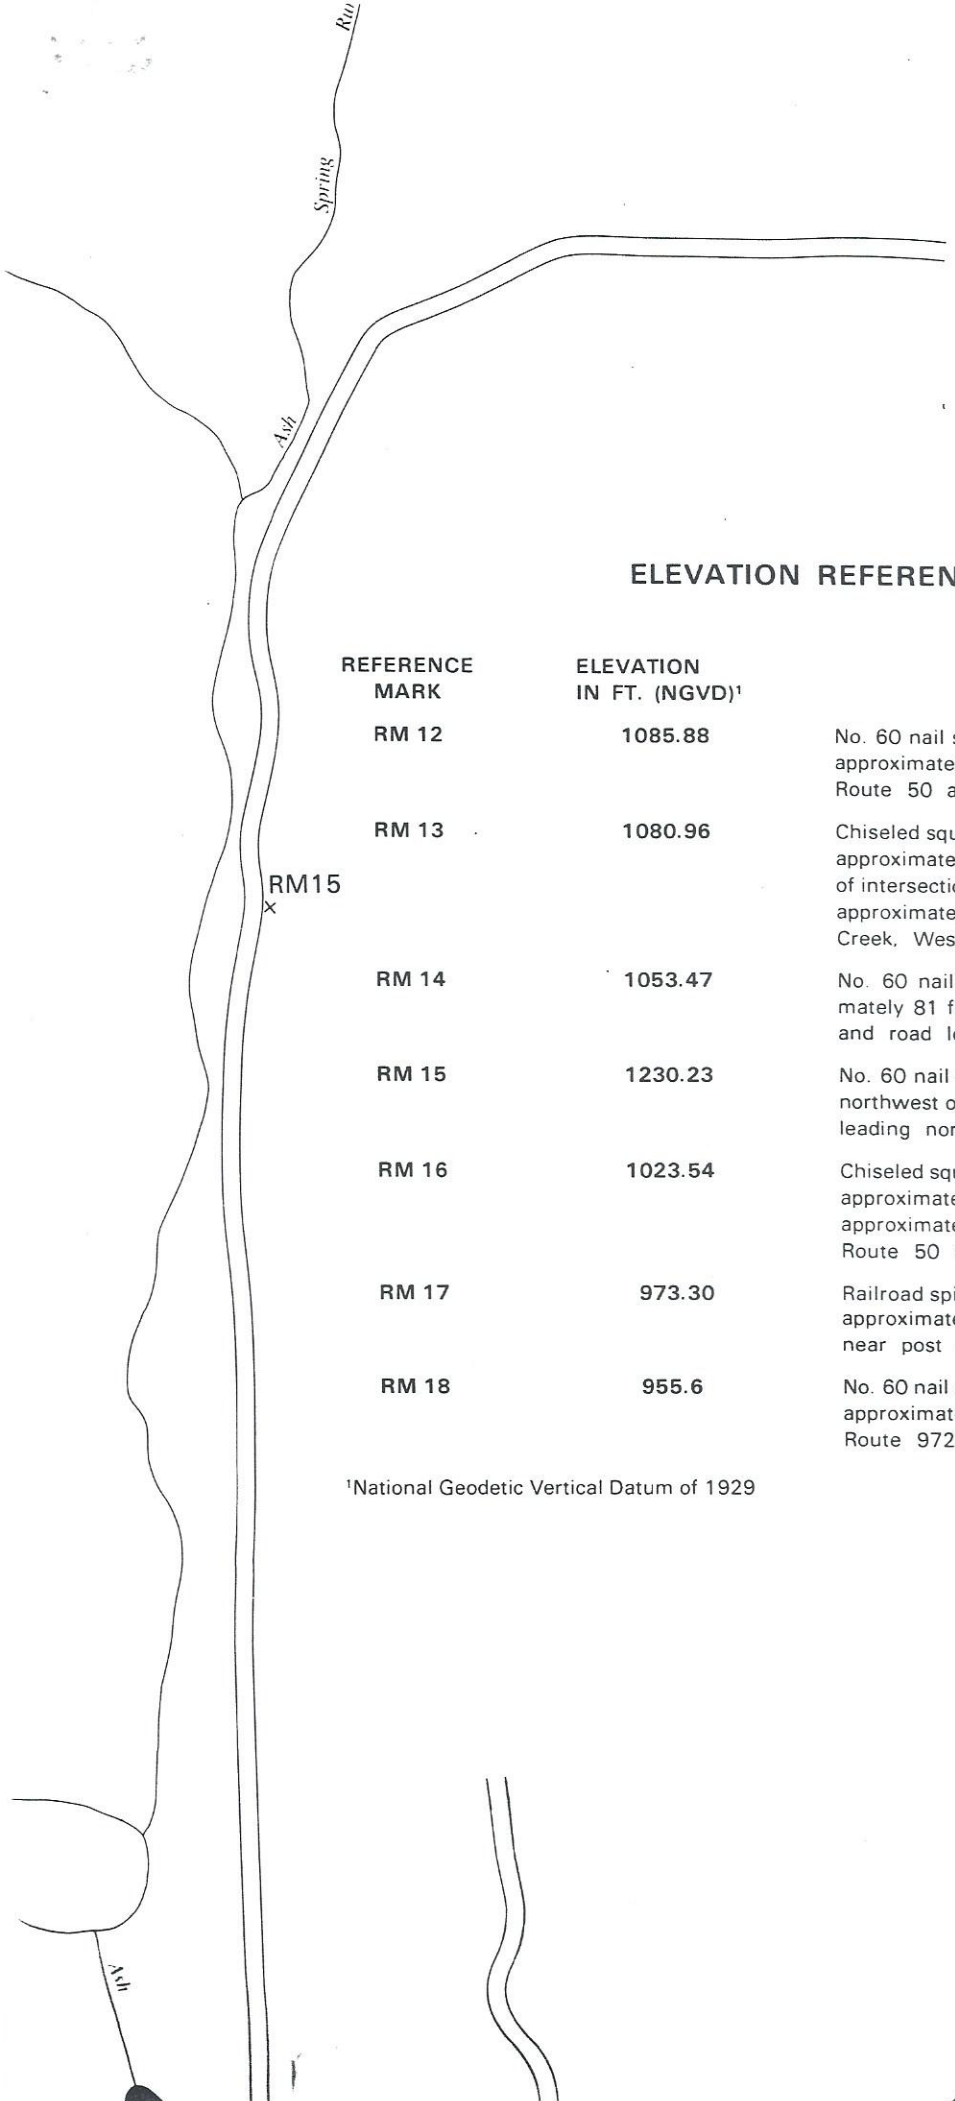 Spring
Ash
ELEVATION REFEREN
REFERENCE MARK
ELEVATION IN FT. (NGVD)¹
RM 12 1085.88 No. 60 nail s
approximate
Route 50 a
RM 13 1080.96 Chiseled squ
approximate
of intersectio
approximate
Creek, Wes
RM15
RM 14 1053.47 No. 60 nail
mately 81 f
and road le
RM 15 1230.23 No. 60 nail
northwest o
leading nor
RM 16 1023.54 Chiseled squ
approximate
approximate
Route 50
RM 17 973.30 Railroad spi
approximate
near post
RM 18 955.6 No. 60 nail
approximat
Route 972
¹National Geodetic Vertical Datum of 1929
Ash